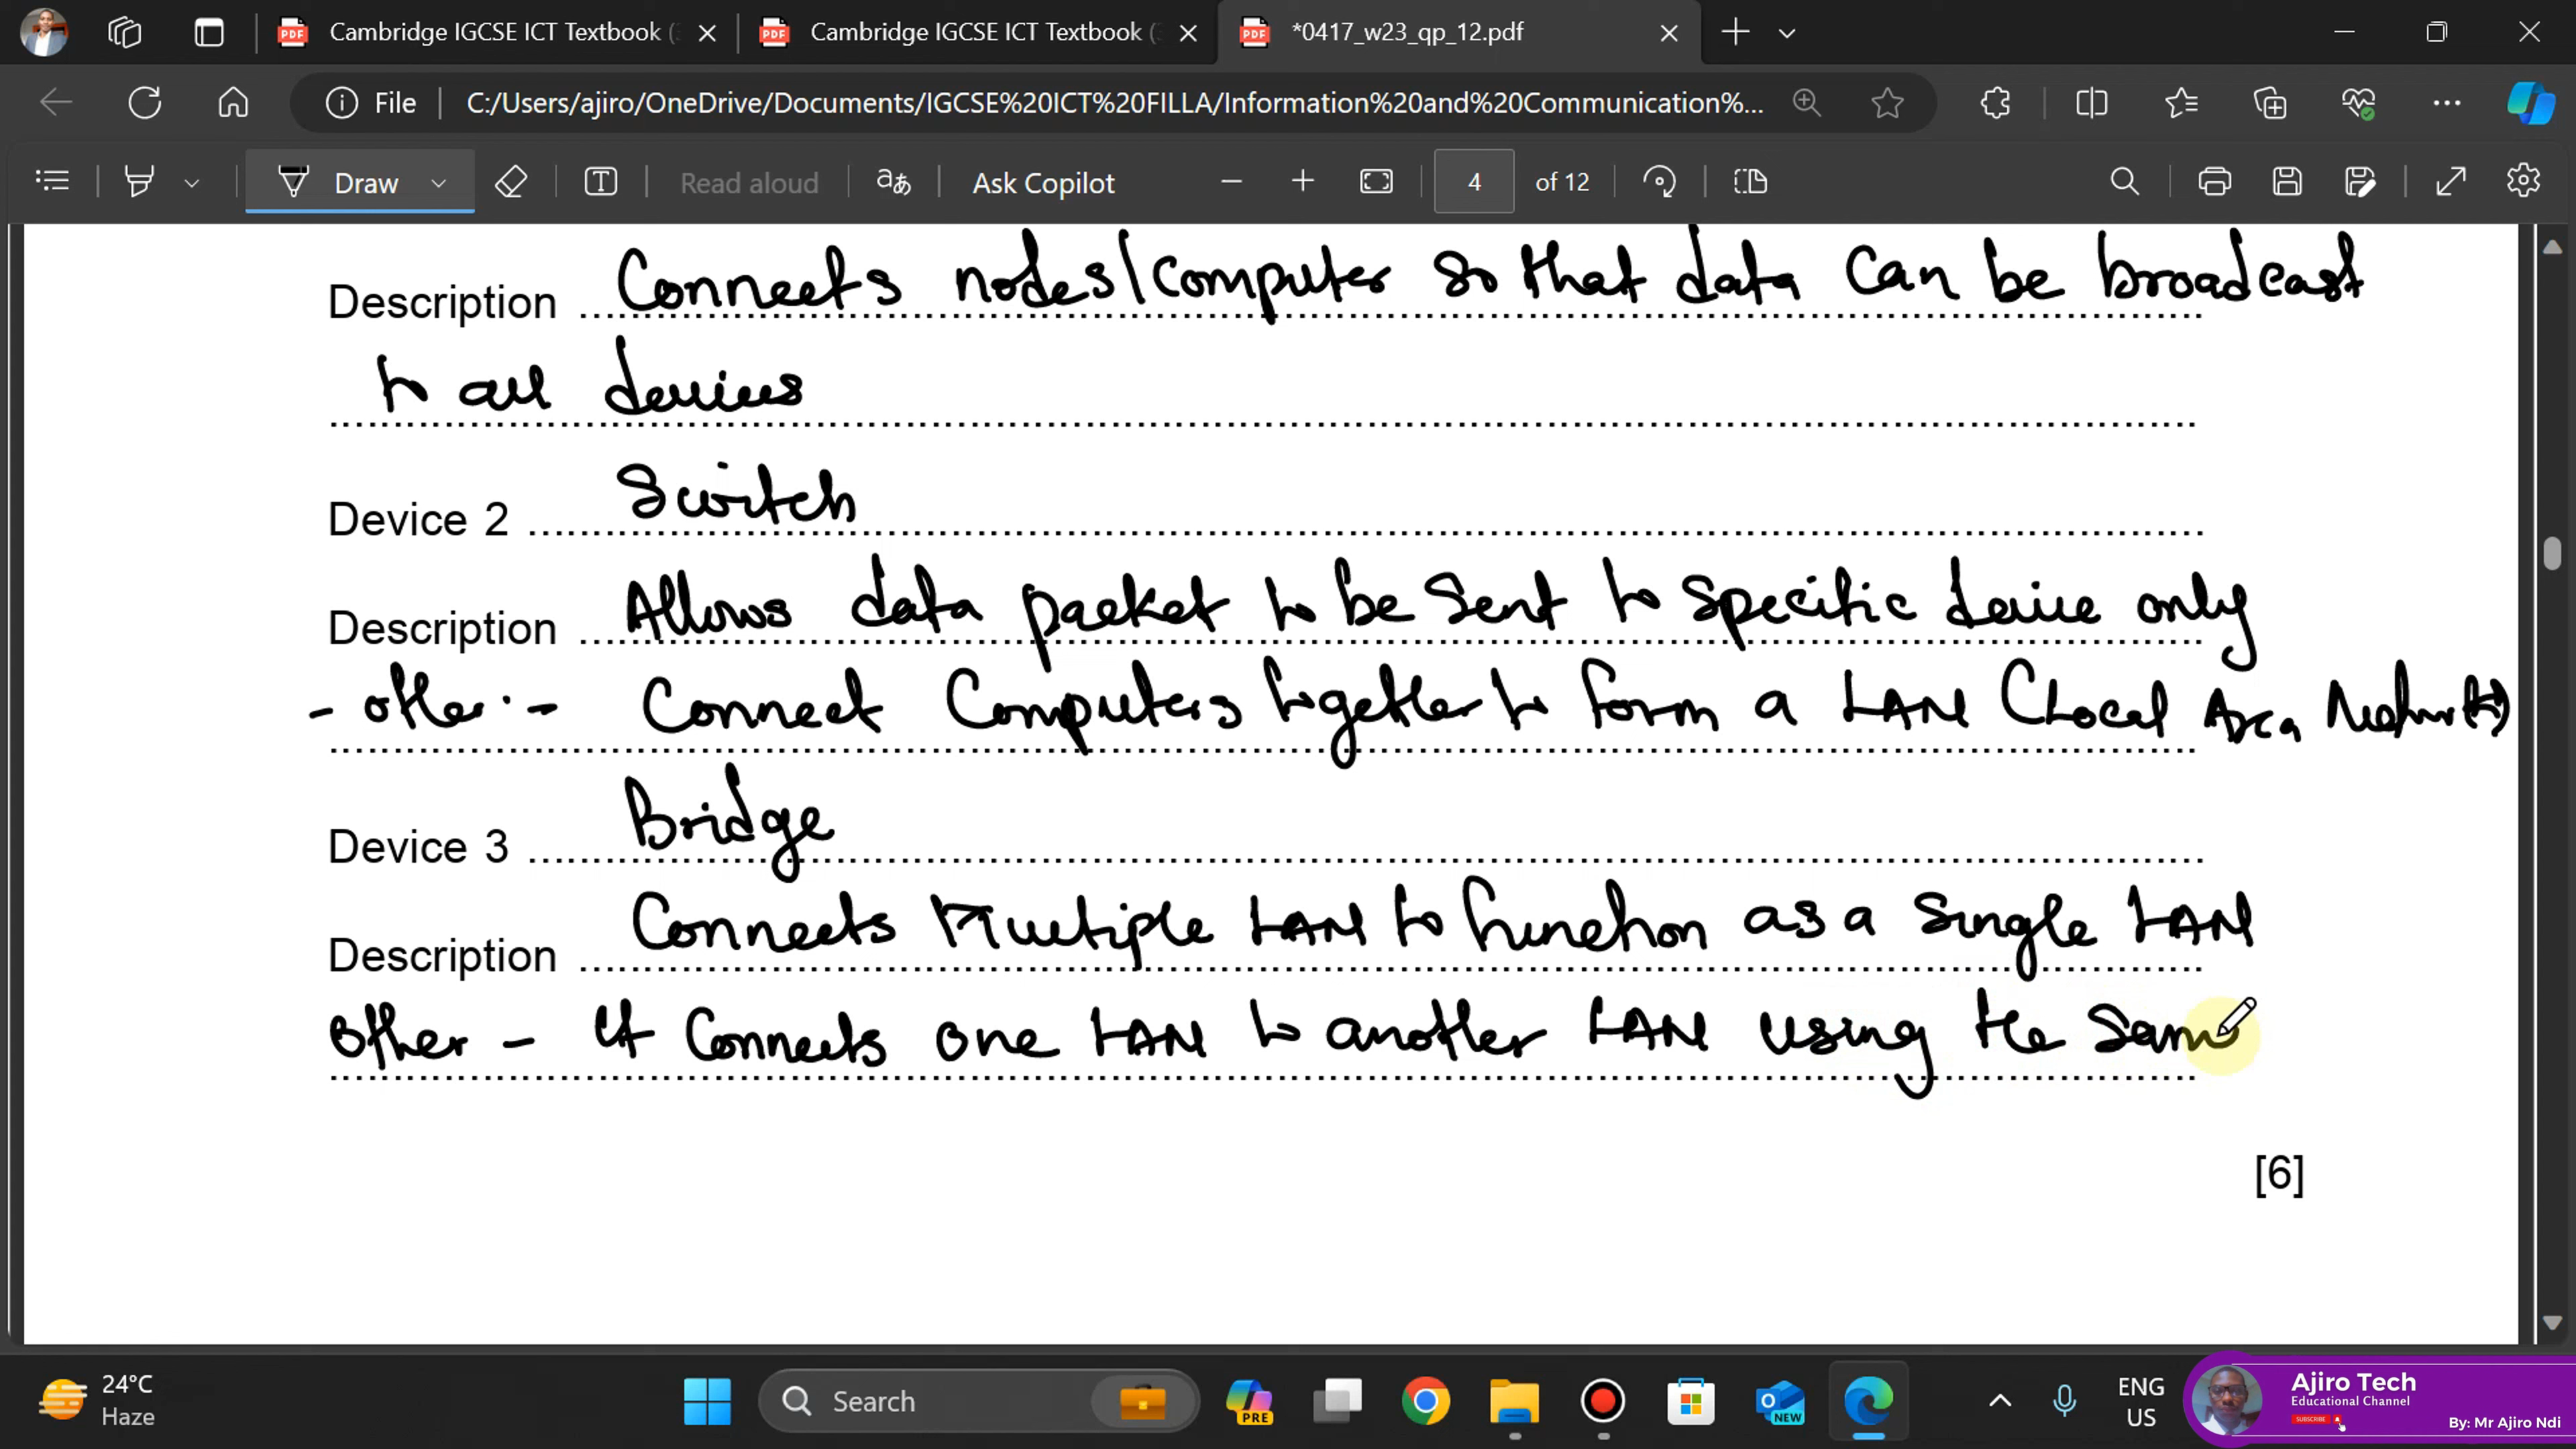 Cambridge IGCSE ICT Textbook (
Cambridge IGCSE ICT Textbook (
*0417_w23_qp_12.pdf
File
C:/Users/ajiro/OneDrive/Documents/IGCSE%20ICT%20FILLA/Information%20and%20Communication%...
Draw
Read aloud
aあ
Ask Copilot
4
of 12
Description Connects nodes/computer so that data can be broadcast
to all devices
Device 2 Switch
Description Allows data packet to be sent to specific device only
- other:- Connect Computers together to form a LAN (Local Area Network)
Device 3 Bridge
Description Connects Multiple LAN to function as a single LAN
Other - It Connects one LAN to another LAN using the Same
[6]
24°C
Haze
Search
PRE
NEW
ENG
US
Ajiro Tech
Educational Channel
SUBSCRIBE
By: Mr Ajiro Ndi